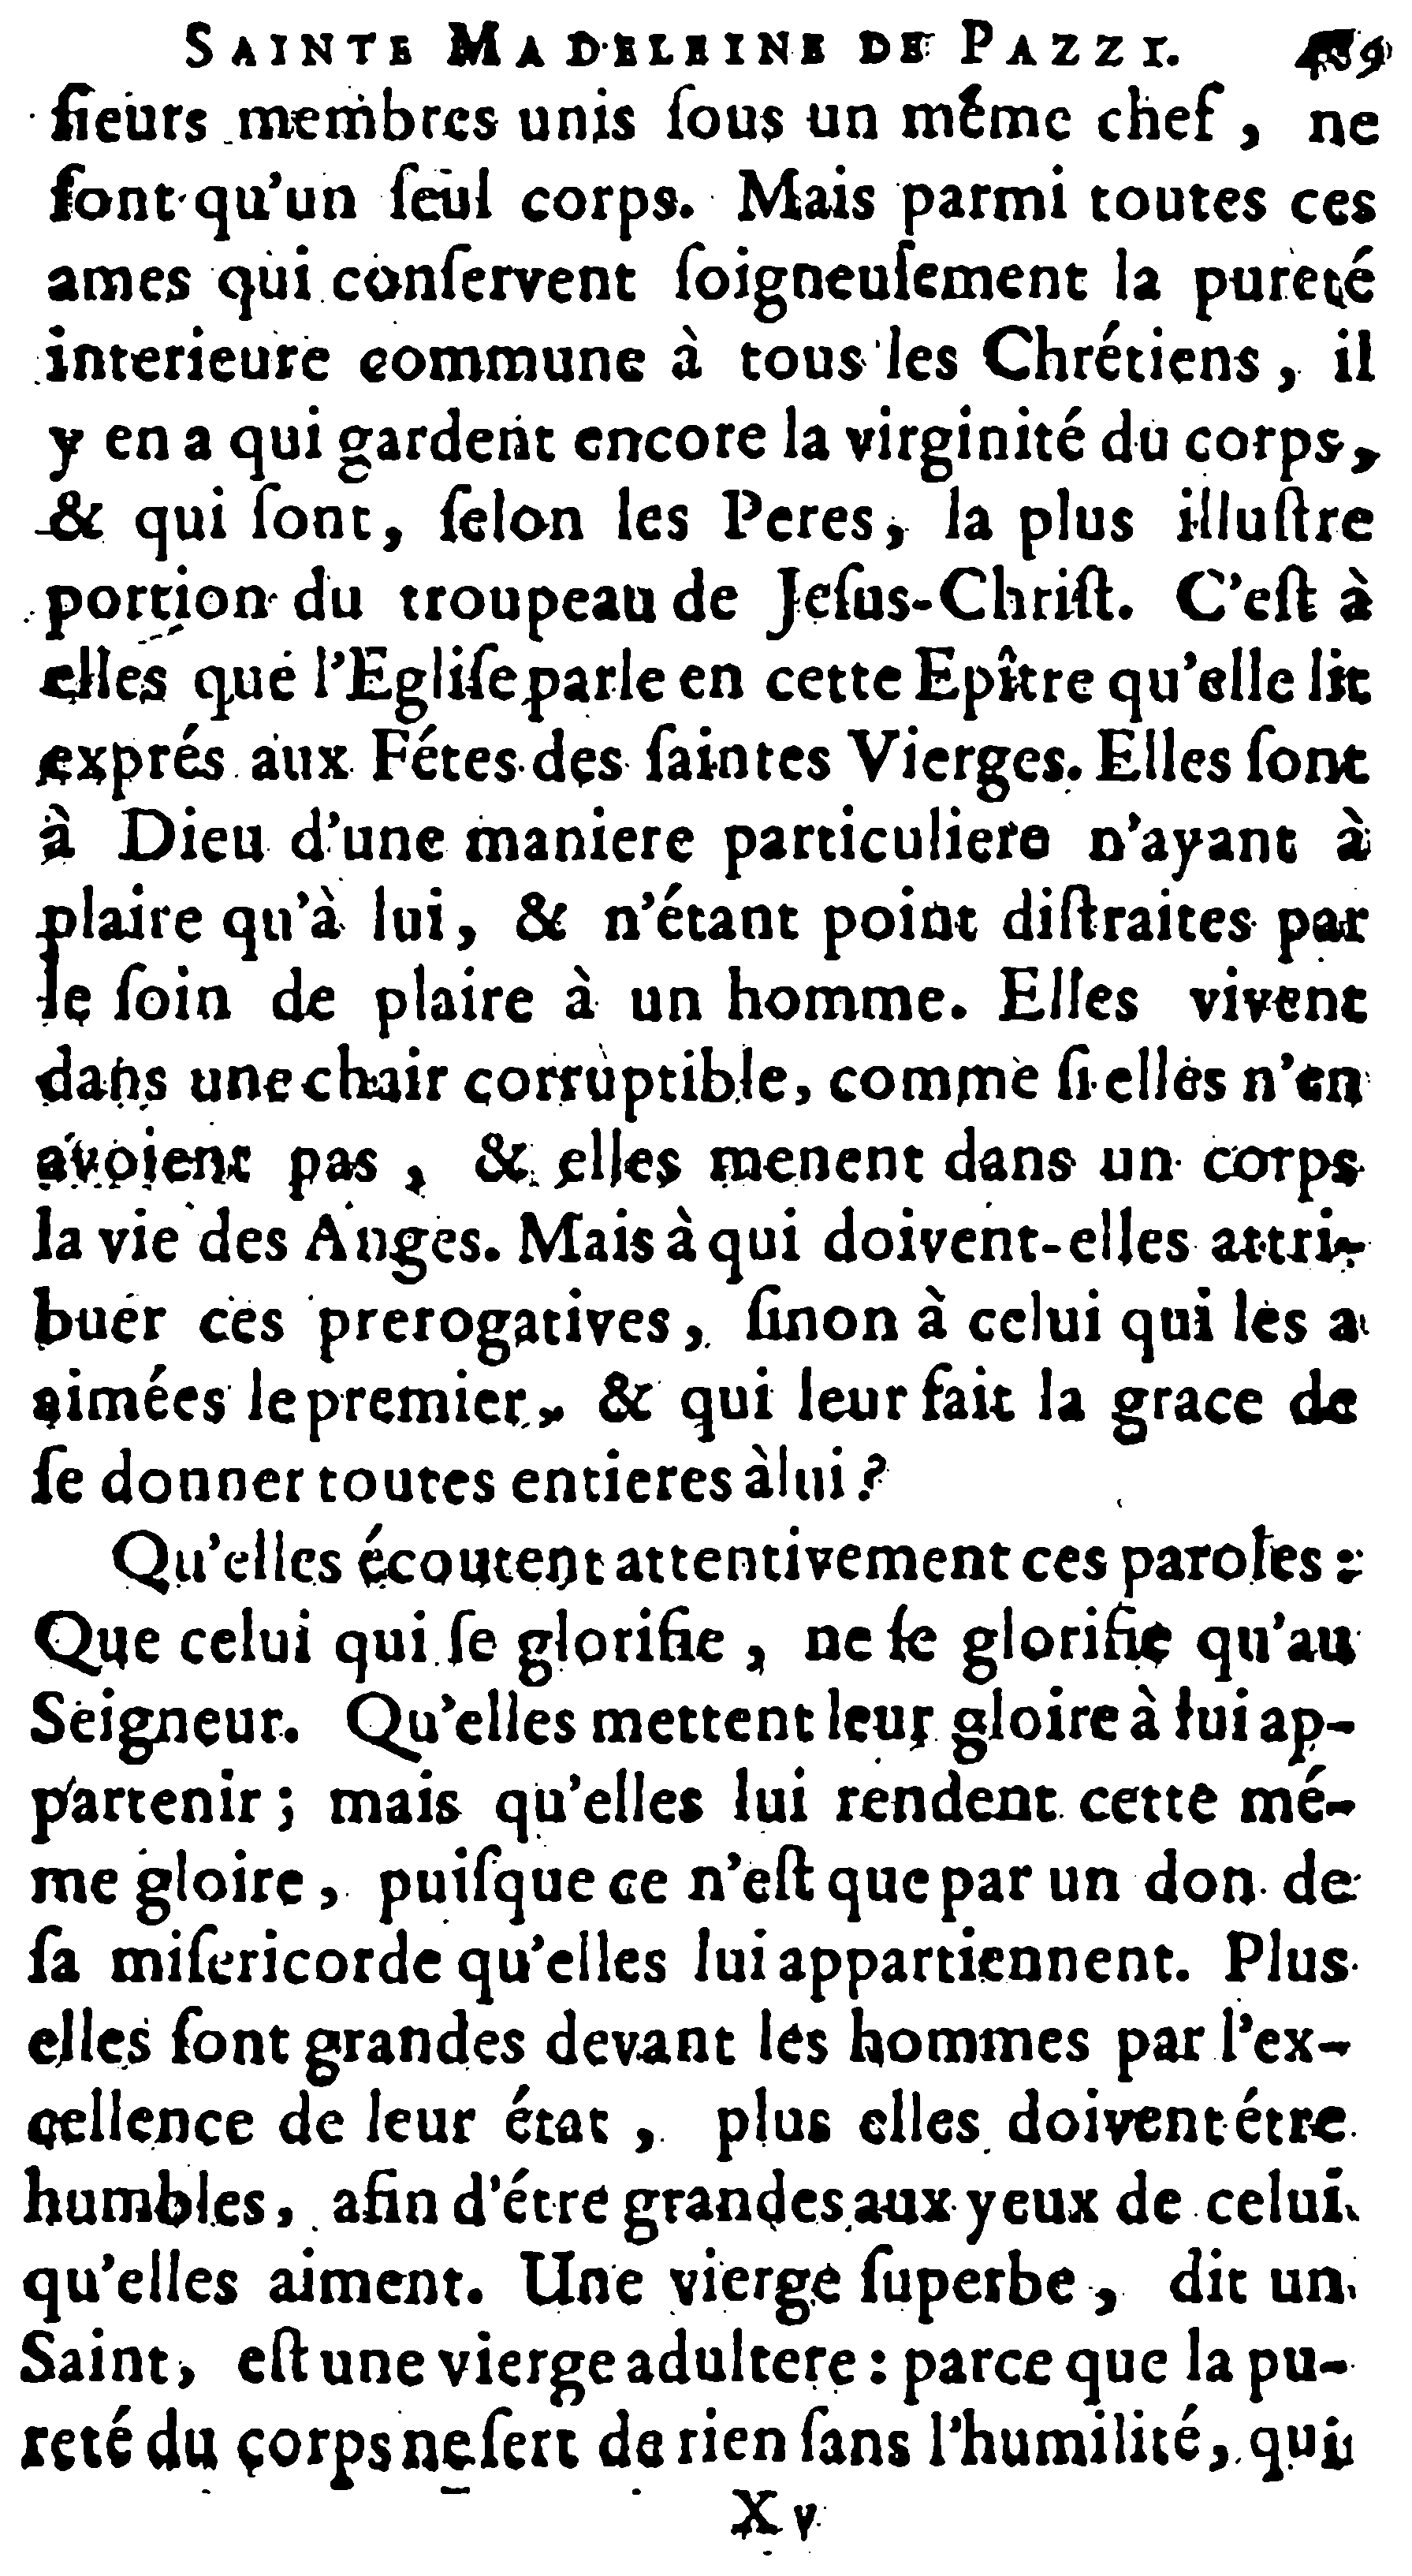 SAINTE MADELEINE DE PAZZI. 489
ſieurs membres unis ſous un méme chef, ne
font qu'un ſeul corps. Mais parmi toutes ces
ames qui conſervent ſoigneuſement la pureté
interieure commune à tous les Chrétiens, il
y en a qui gardent encore la virginité du corps,
& qui ſont, ſelon les Peres, la plus illuſtre
portion du troupeau de Jeſus-Chriſt. C'eſt à
elles que l'Egliſe parle en cette Epître qu'elle lit
exprés aux Fétes des ſaintes Vierges. Elles ſont
à Dieu d'une maniere particuliere n'ayant à
plaire qu'à lui, & n'étant point diſtraites par
le ſoin de plaire à un homme. Elles vivent
dans une chair corruptible, comme ſi elles n'en
avoient pas, & elles menent dans un corps
la vie des Anges. Mais à qui doivent-elles attri-
buer ces prerogatives, ſinon à celui qui les a
aimées le premier, & qui leur fait la grace de
ſe donner toutes entieres à lui?
Qu'elles écoutent attentivement ces paroles:
Que celui qui ſe glorifie, ne ſe glorifie qu'au
Seigneur. Qu'elles mettent leur gloire à lui ap-
partenir; mais qu'elles lui rendent cette mé-
me gloire, puiſque ce n'eſt que par un don de
ſa miſericorde qu'elles lui appartiennent. Plus
elles ſont grandes devant les hommes par l'ex-
cellence de leur état, plus elles doivent étre
humbles, afin d'étre grandes aux yeux de celui
qu'elles aiment. Une vierge ſuperbe, dit un
Saint, eſt une vierge adultere: parce que la pu-
reté du corps ne ſert de rien ſans l'humilité, qui
X v